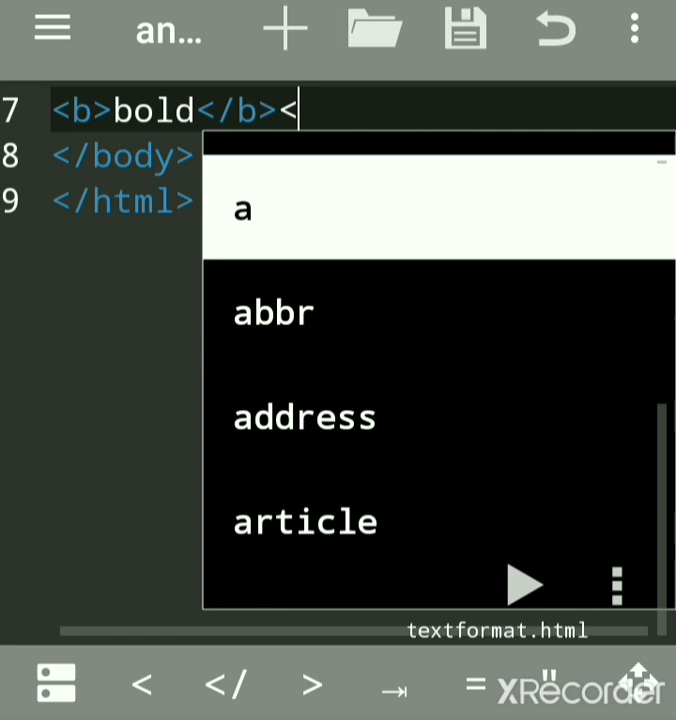 an...
7 <b>bold</b><
8 </body>
9 </html>
a
abbr
address
article
textformat.html
< </ > = "
XRecorder